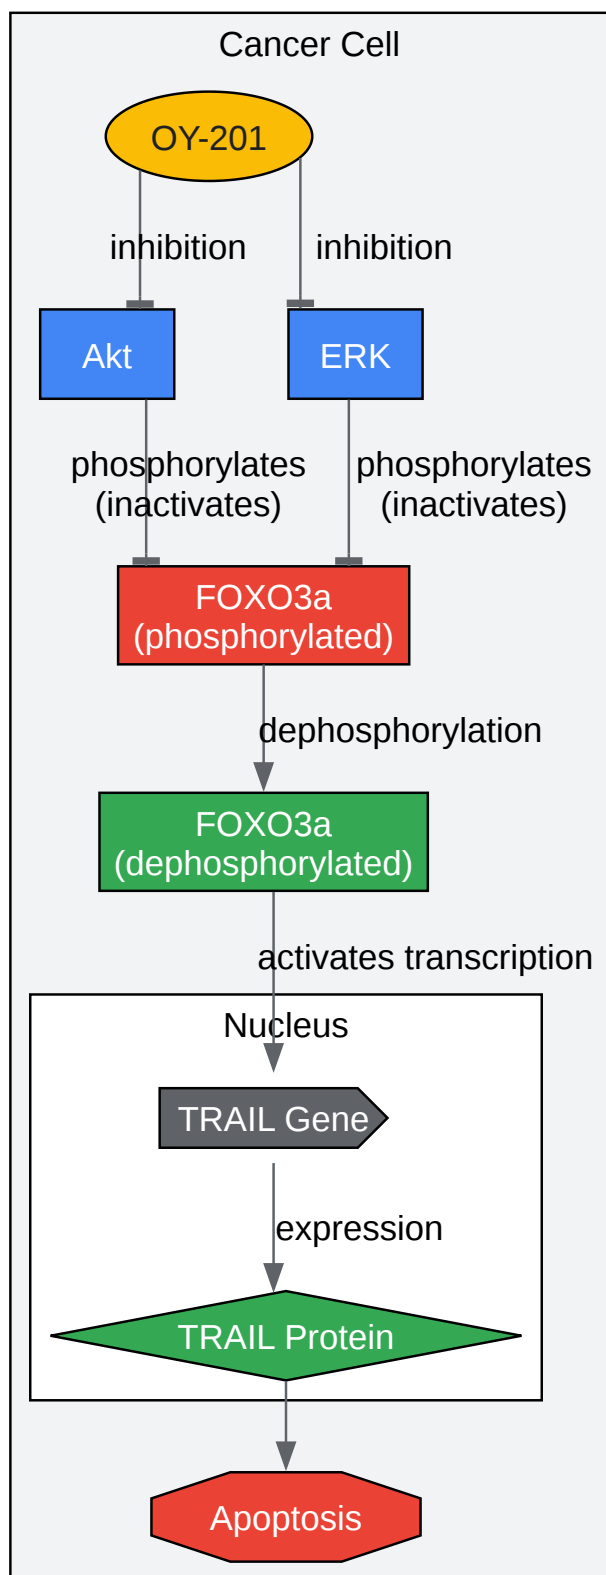 Cancer Cell
OY-201
inhibition
inhibition
Akt
ERK
phosphorylates
(inactivates)
phosphorylates
(inactivates)
FOXO3a
(phosphorylated)
dephosphorylation
FOXO3a
(dephosphorylated)
activates transcription
Nucleus
TRAIL Gene
expression
TRAIL Protein
Apoptosis